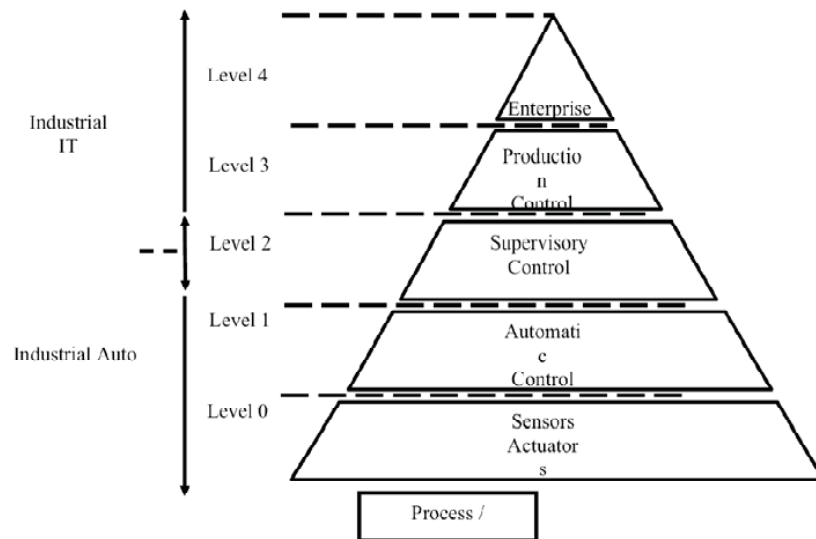 Level 4
Enterprise
Industrial
IT
Level 3
Productio
n
Control
Level 2
Supervisory
Control
Level 1
Industrial Auto
Automati
c
Control
Level 0
Sensors
Actuator
s
Process /